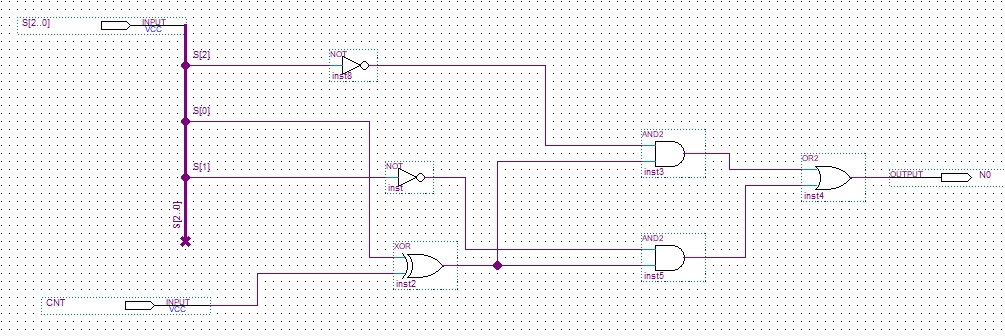 S[2..0]
INPUT
VCC
S[2]
NOT
inst8
S[0]
AND2
inst3
S[1]
NOT
inst
OR2
inst4
OUTPUT
N0
S[2..0]
XOR
inst2
AND2
inst5
CNT
INPUT
VCC